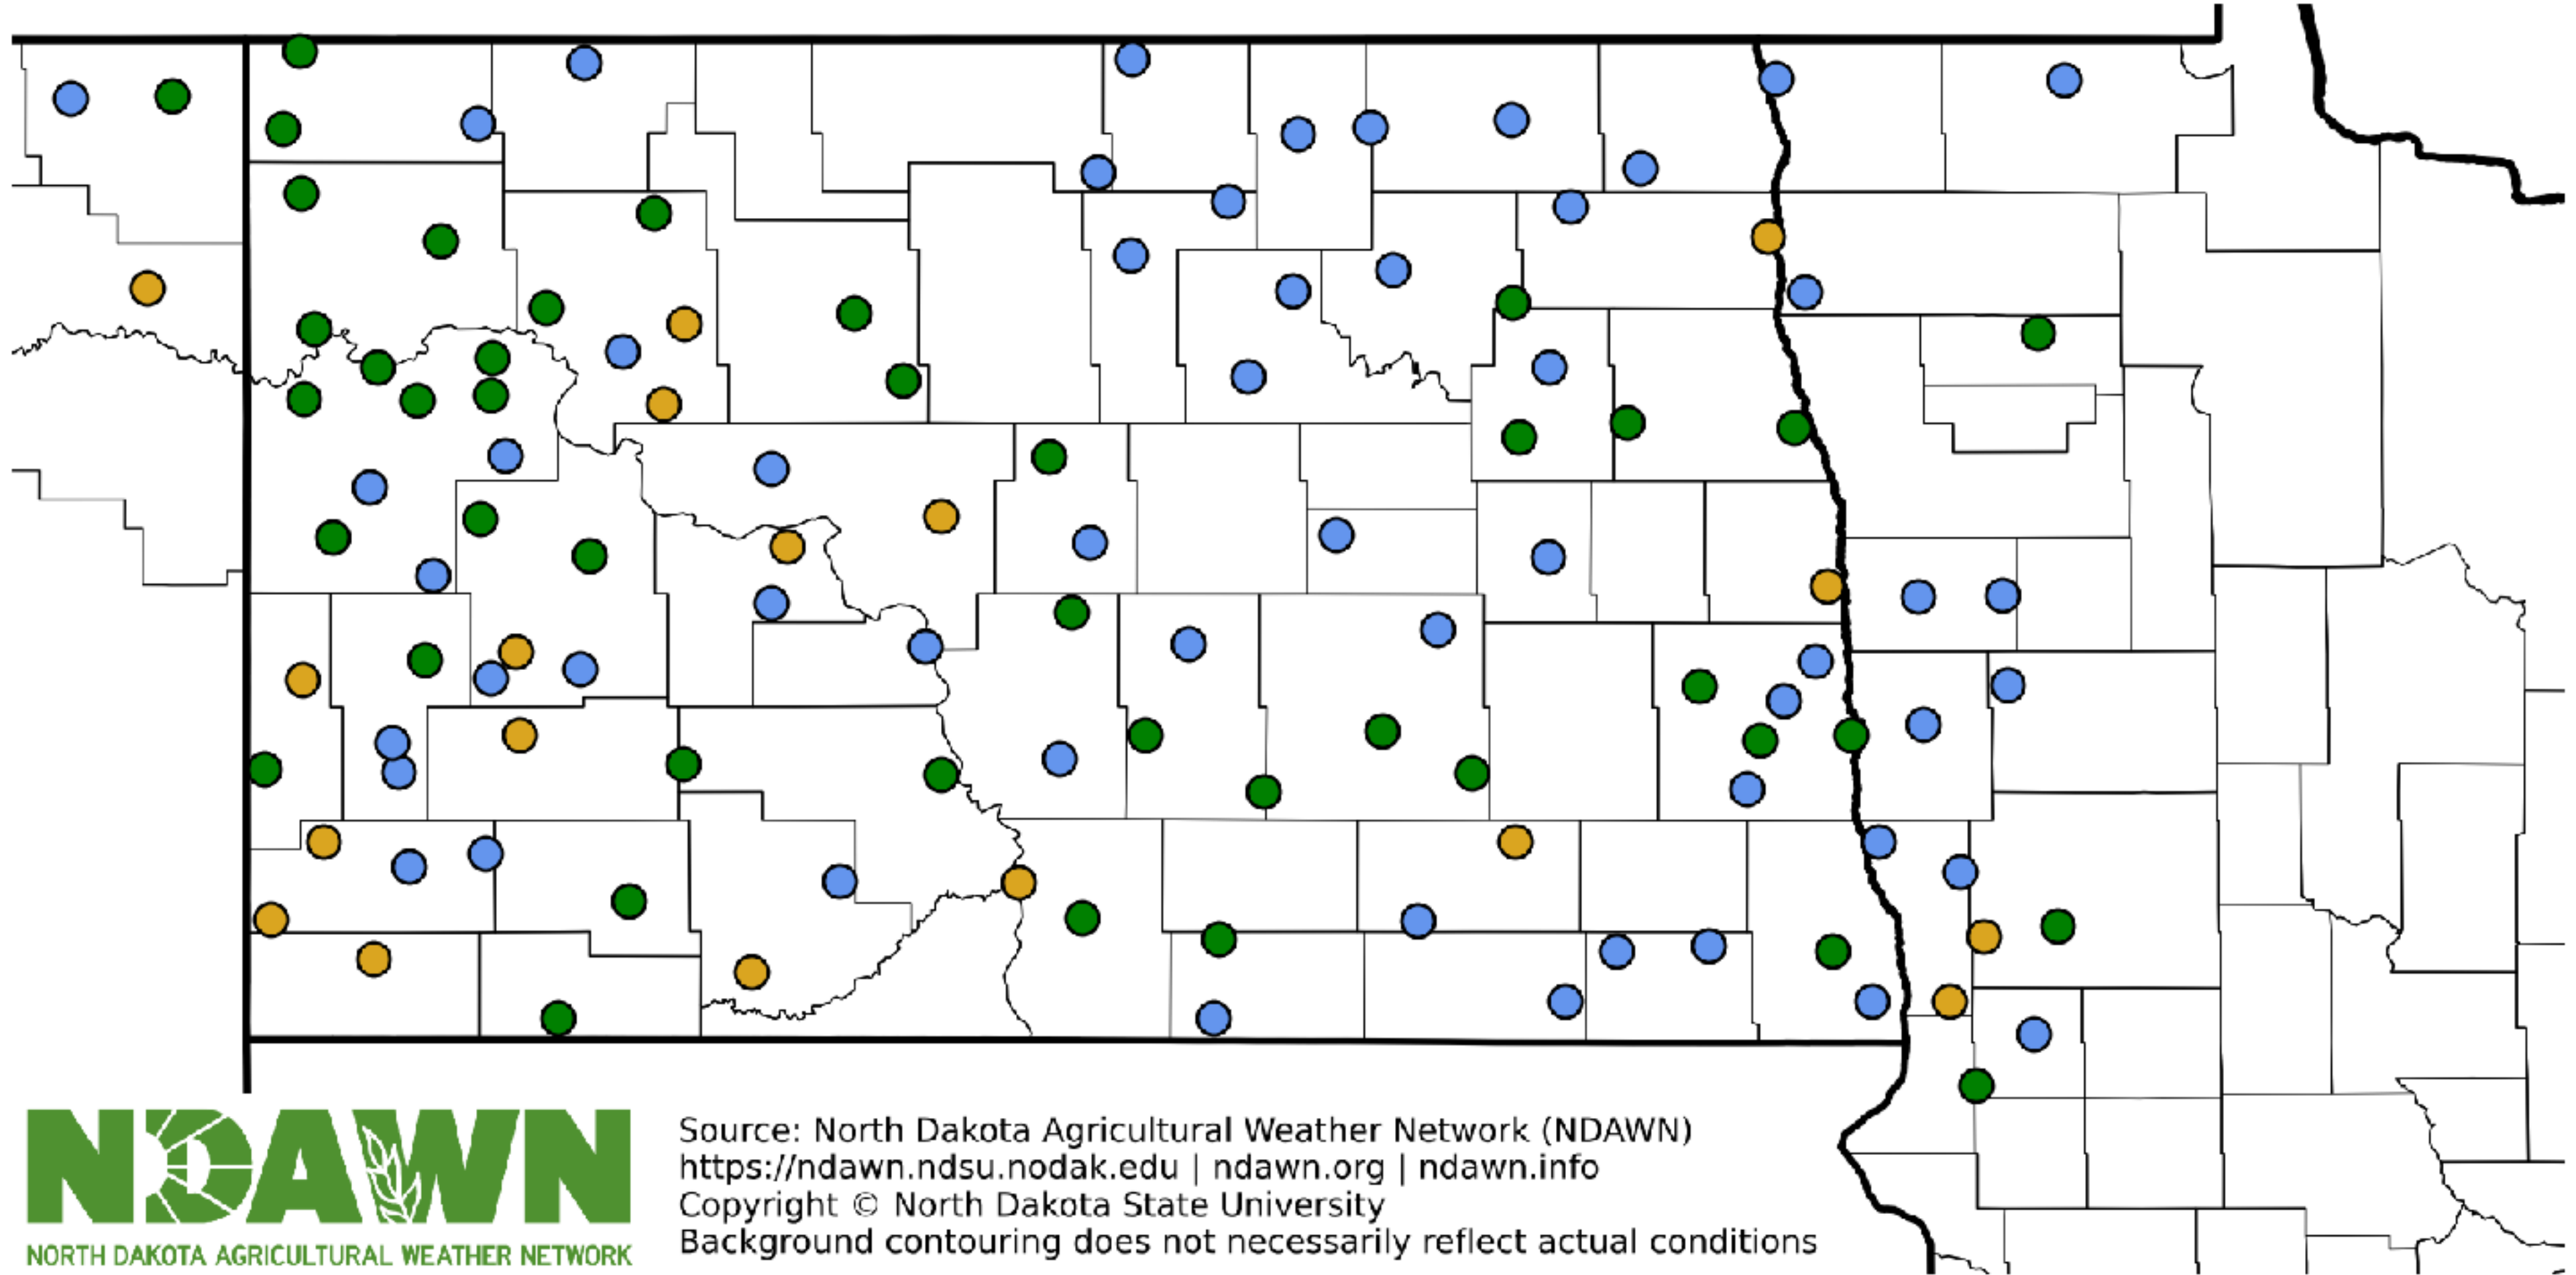 NDAWN
NORTH DAKOTA AGRICULTURAL WEATHER NETWORK
Source: North Dakota Agricultural Weather Network (NDAWN)
https://ndawn.ndsu.nodak.edu | ndawn.org | ndawn.info
Copyright © North Dakota State University
Background contouring does not necessarily reflect actual conditions